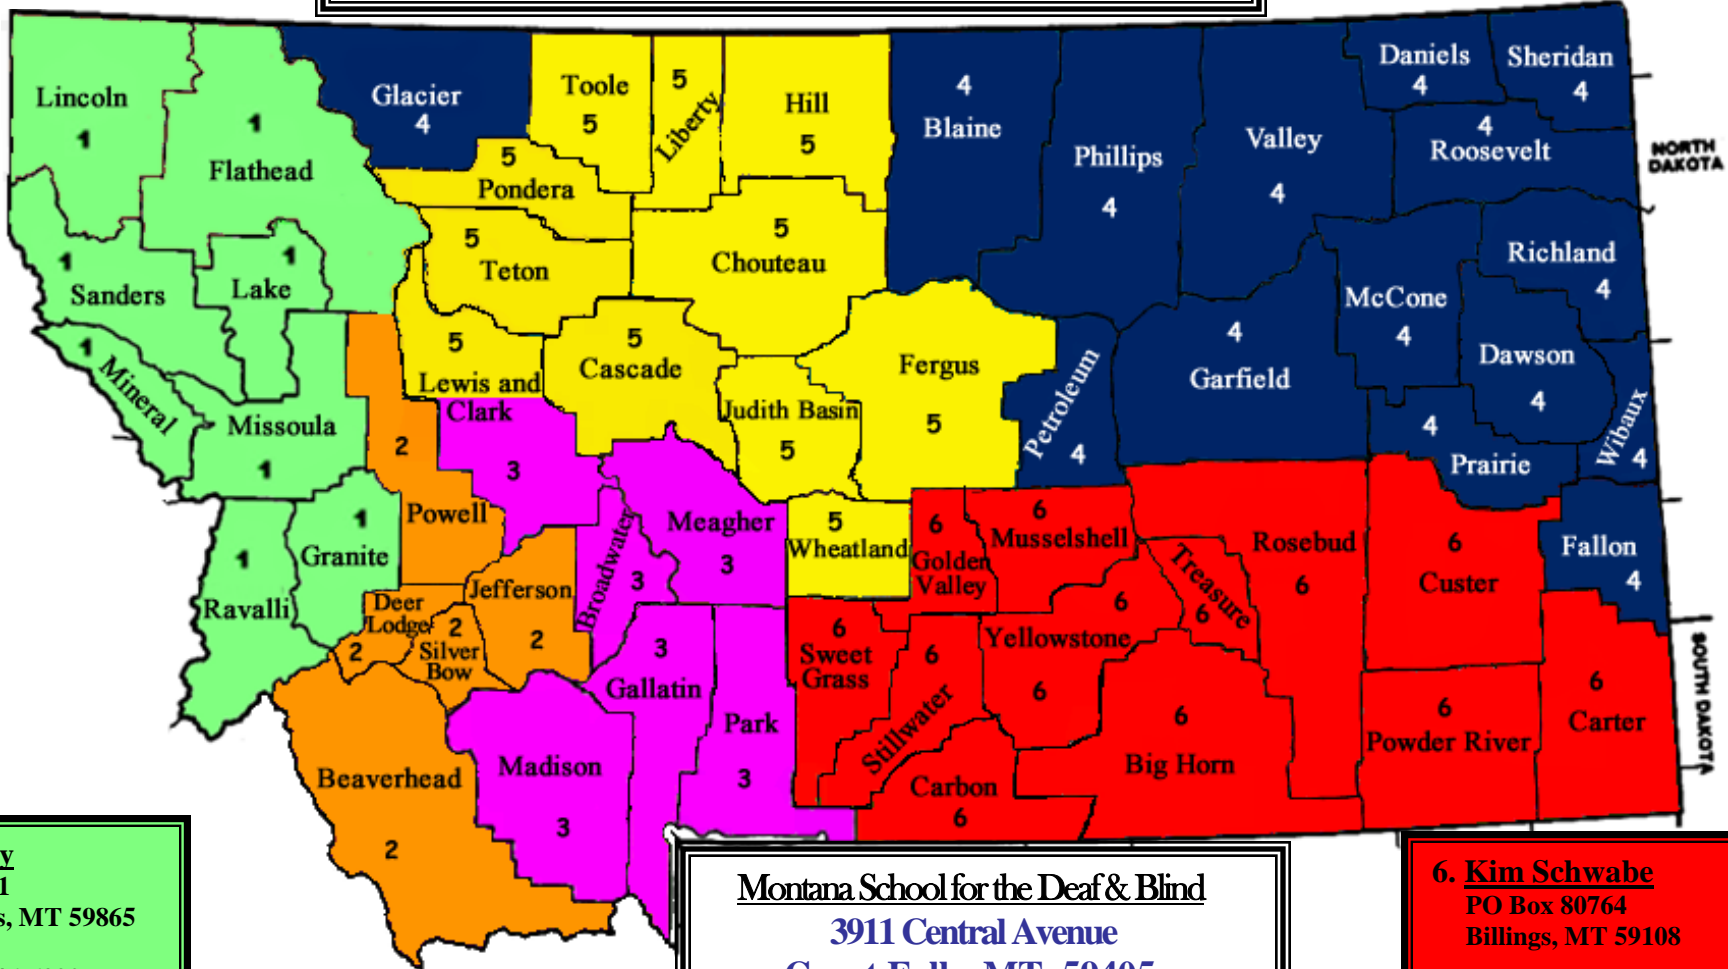 Lincoln
1
Flathead
1
Glacier
4
Toole
5
5
Liberty
Hill
5
5
Pondera
4
Blaine
Phillips
4
Valley
4
Daniels
4
Sheridan
4
4
Roosevelt
NORTH
DAKOTA
1
Sanders
1
Lake
5
Teton
5
Chouteau
Richland
4
McCone
4
1
Mineral
5
Lewis and
Clark
3
5
Cascade
Judith Basin
5
Fergus
5
Petroleum
4
4
Garfield
Dawson
4
4
Prairie
Wibaux
4
Missoula
1
2
Powell
1
Granite
1
Ravalli
Meagher
3
Broadwater
3
5
Wheatland
6
Golden
Valley
6
Musselshell
Treasure
6
Rosebud
6
6
Custer
Fallon
4
Jefferson
2
Deer
Lodge
2
2
Silver
Bow
3
Gallatin
Park
3
6
Sweet
Grass
6
Stillwater
6
Yellowstone
6
6
Big Horn
6
Powder River
6
Carter
SOUTH DAKOTA
Beaverhead
2
Madison
3
Carbon
6
y
1
s, MT 59865
Montana School for the Deaf & Blind
3911 Central Avenue
6. Kim Schwabe
PO Box 80764
Billings, MT 59108